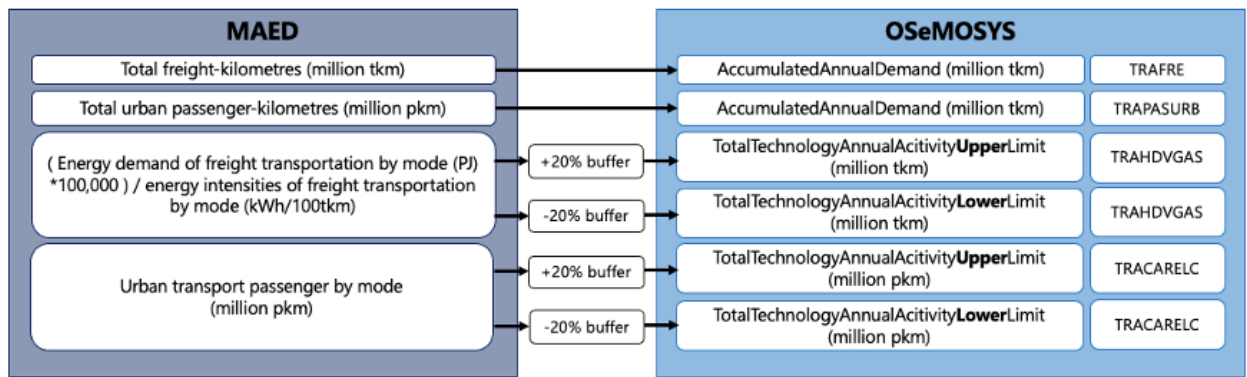 MAED
OSeMOSYS
Total freight-kilometres (million tkm)
AccumulatedAnnualDemand (million tkm)
TRAFRE
Total urban passenger-kilometres (million pkm)
AccumulatedAnnualDemand (million tkm)
TRAPASURB
( Energy demand of freight transportation by mode (PJ)
*100,000 ) / energy intensities of freight transportation
by mode (kWh/100tkm)
+20% buffer
TotalTechnologyAnnualAcitivityUpperLimit
(million tkm)
TRAHDVGAS
-20% buffer
TotalTechnologyAnnualAcitivityLowerLimit
(million tkm)
TRAHDVGAS
Urban transport passenger by mode
(million pkm)
+20% buffer
TotalTechnologyAnnualAcitivityUpperLimit
(million pkm)
TRACARELC
-20% buffer
TotalTechnologyAnnualAcitivityLowerLimit
(million pkm)
TRACARELC